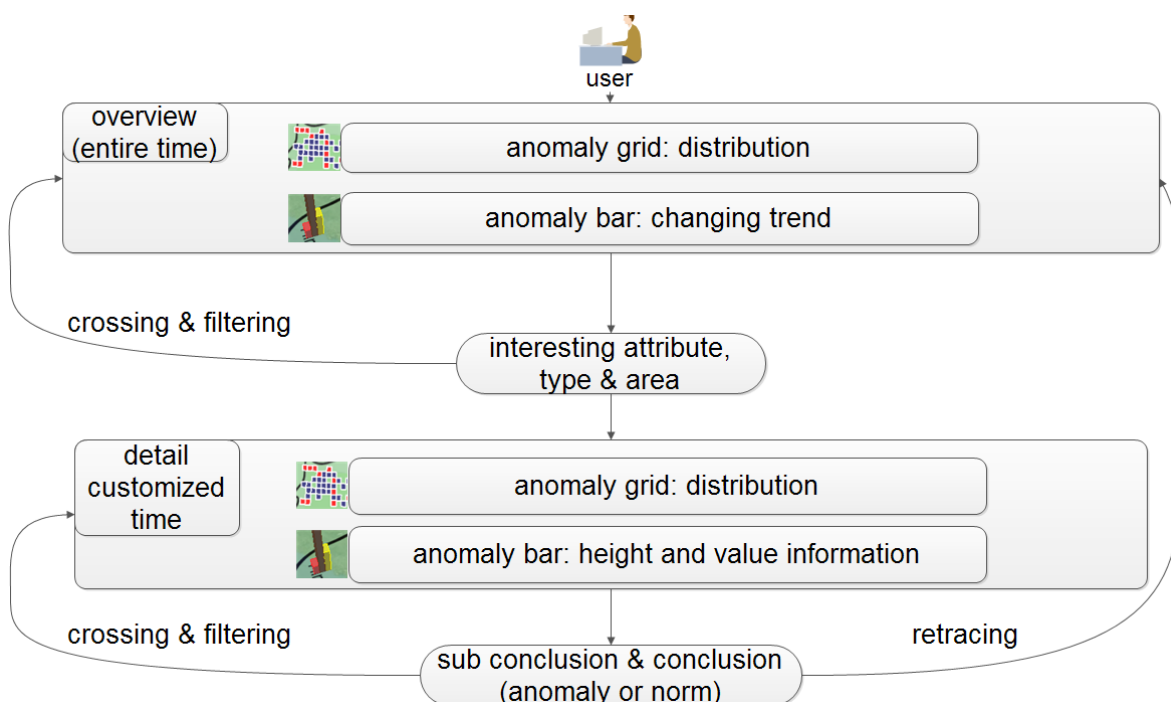 user
overview
(entire time)
anomaly grid: distribution
anomaly bar: changing trend
crossing & filtering
interesting attribute,
type & area
detail
customized
time
anomaly grid: distribution
anomaly bar: height and value information
crossing & filtering
retracing
sub conclusion & conclusion
(anomaly or norm)